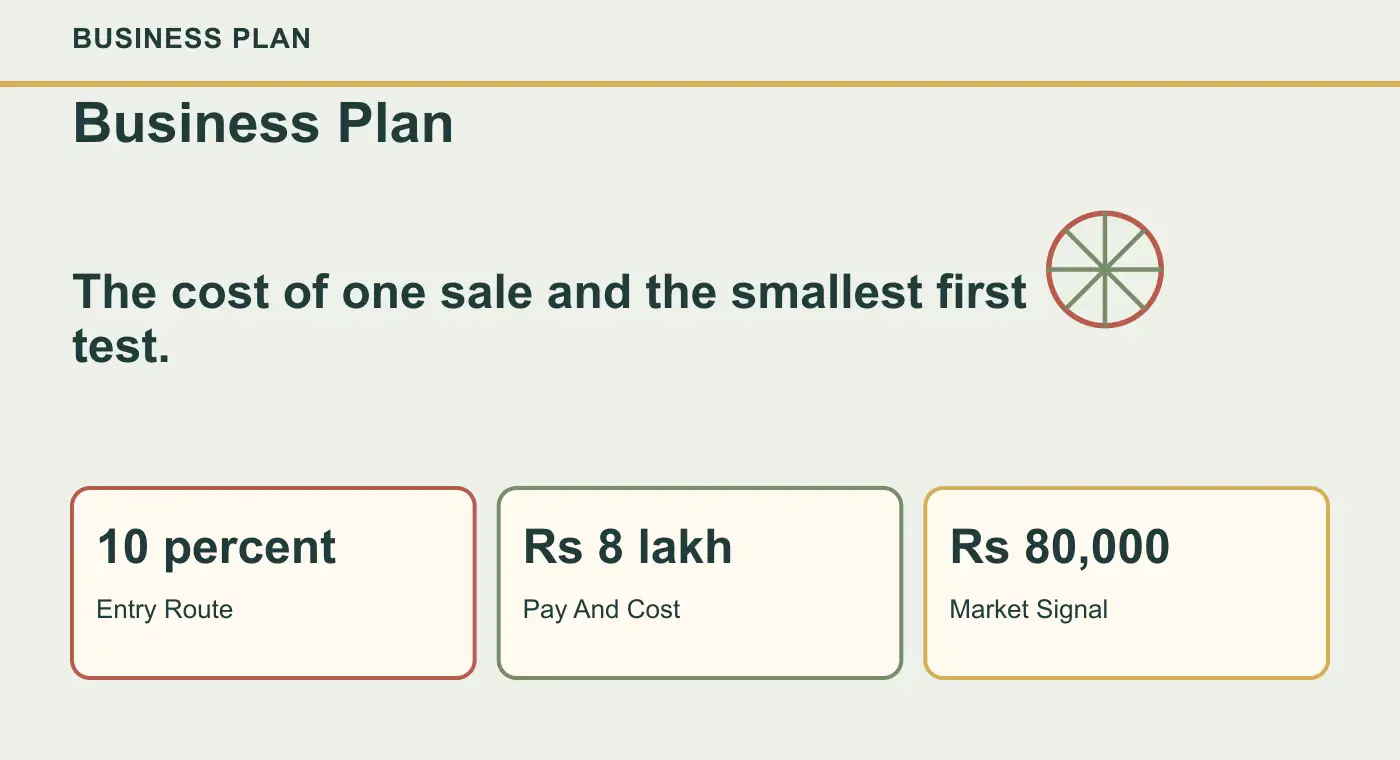 BUSINESS PLAN
Business Plan
The cost of one sale and the smallest first
test.
10 percent
Entry Route
Rs 8 lakh
Pay And Cost
Rs 80,000
Market Signal